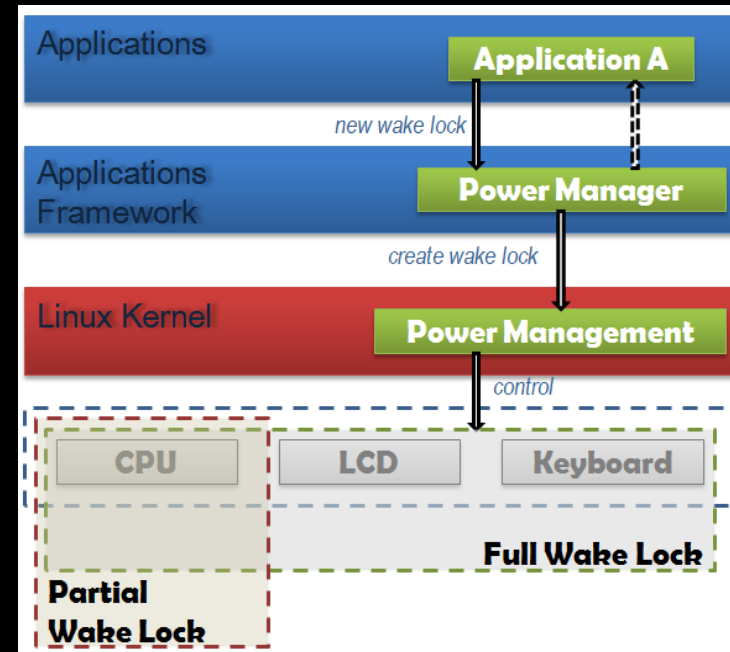 Applications
Application A
new wake lock
Applications
Framework
Power Manager
create wake lock
Linux Kernel
Power Management
control
CPU
LCD
Keyboard
Full Wake Lock
Partial
Wake Lock